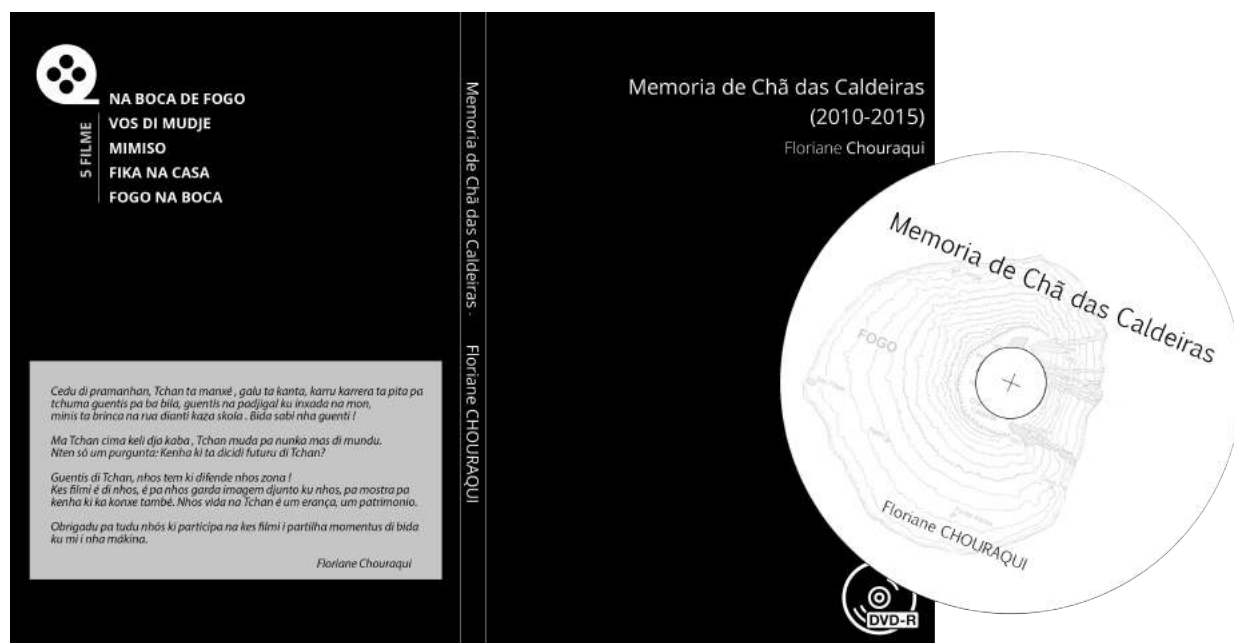 NA BOCA DE FOGO
VOS DI MUDJE
MIMISO
FIKA NA CASA
FOGO NA BOCA
5 FILME
Cedu di pramanhan, Tchan ta manxé , galu ta kanta, karru karrera ta pita pa
tchuma guentis pa ba bila, guentis na padjigal ku inxada na mon,
minis ta brinca na rua dianti kaza skola . Bida sabi nha guenti !
Ma Tchan cima keli dja kaba , Tchan muda pa nunka mas di mundu.
Nten só um purgunta: Kenha ki ta dicidi futuru di Tchan?
Guentis di Tchan, nhos tem ki difende nhos zona !
Kes filmi é di nhos, é pa nhos garda imagem djunto ku nhos, pa mostra pa
kenha ki ka konxe també. Nhos vida na Tchan é um erança, um patrimonio.
Obrigadu pa tudu nhós ki participa na kes filmi i partilha momentus di bida
ku mi i nha mákina.
Floriane Chouraqui
Memoria de Chã das Caldeiras - Floriane CHOURAQUI
Memoria de Chã das Caldeiras
(2010-2015)
Floriane Chouraqui
Memoria de Chã das Caldeiras
FOGO
Floriane CHOURAQUI
DVD-R